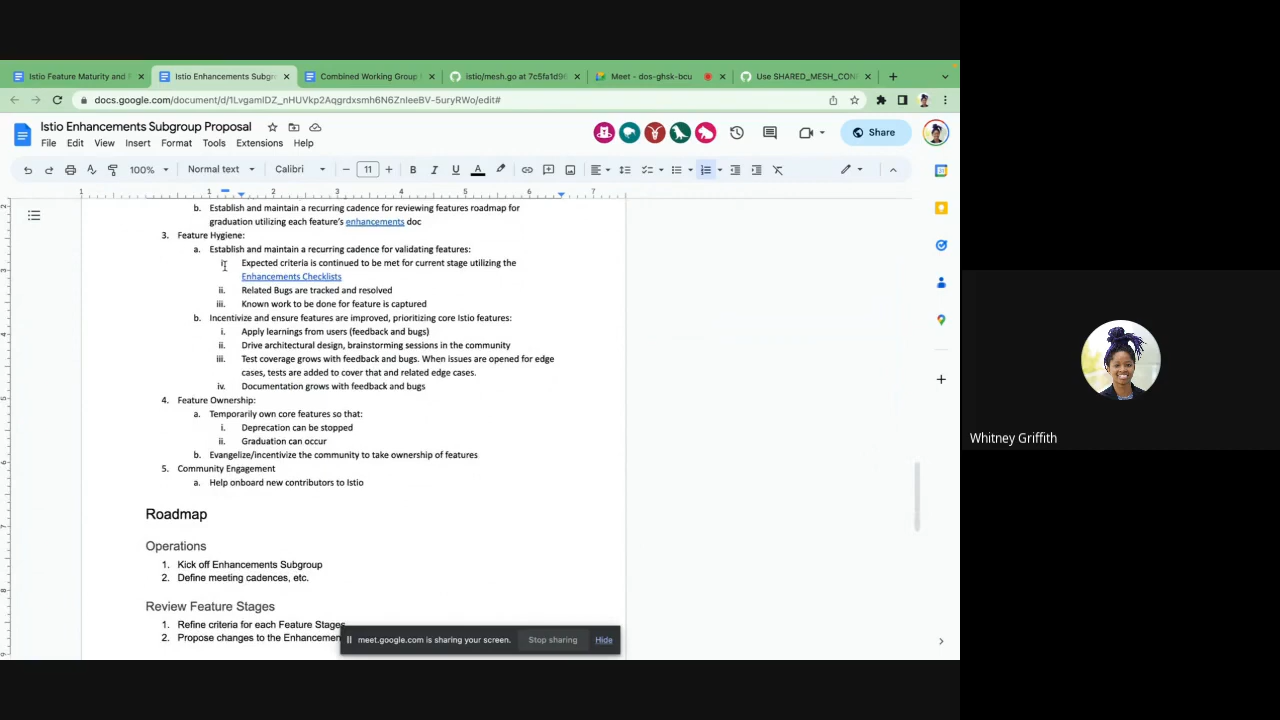 Istio Feature Maturity and
Istio Enhancements Subgr
Combined Working Group
istio/mesh.go at 7c5fa1d9
Meet - dos-ghsk-bcu
Use SHARED_MESH_CON
docs.google.com/document/d/1LvgamIDZ_nHUVkp2Aqgrdxsmh6N6ZnleeBV-5uryRWo/edit#
Istio Enhancements Subgroup Proposal
File Edit View Insert Format Tools Extensions Help
Share
100% Normal text Calibri 11
1 1 2 3 4 5 6 7
b. Establish and maintain a recurring cadence for reviewing features roadmap for
graduation utilizing each feature's enhancements doc
3. Feature Hygiene:
a. Establish and maintain a recurring cadence for validating features:
i. Expected criteria is continued to be met for current stage utilizing the
Enhancements Checklists
ii. Related Bugs are tracked and resolved
iii. Known work to be done for feature is captured
b. Incentivize and ensure features are improved, prioritizing core Istio features:
i. Apply learnings from users (feedback and bugs)
ii. Drive architectural design, brainstorming sessions in the community
iii. Test coverage grows with feedback and bugs. When issues are opened for edge
cases, tests are added to cover that and related edge cases.
iv. Documentation grows with feedback and bugs
4. Feature Ownership:
a. Temporarily own core features so that:
i. Deprecation can be stopped
ii. Graduation can occur
b. Evangelize/incentivize the community to take ownership of features
5. Community Engagement
a. Help onboard new contributors to Istio
Roadmap
Operations
1. Kick off Enhancements Subgroup
2. Define meeting cadences, etc.
Review Feature Stages
1. Refine criteria for each Feature Stages
2. Propose changes to the Enhancemen
meet.google.com is sharing your screen. Stop sharing Hide
Whitney Griffith